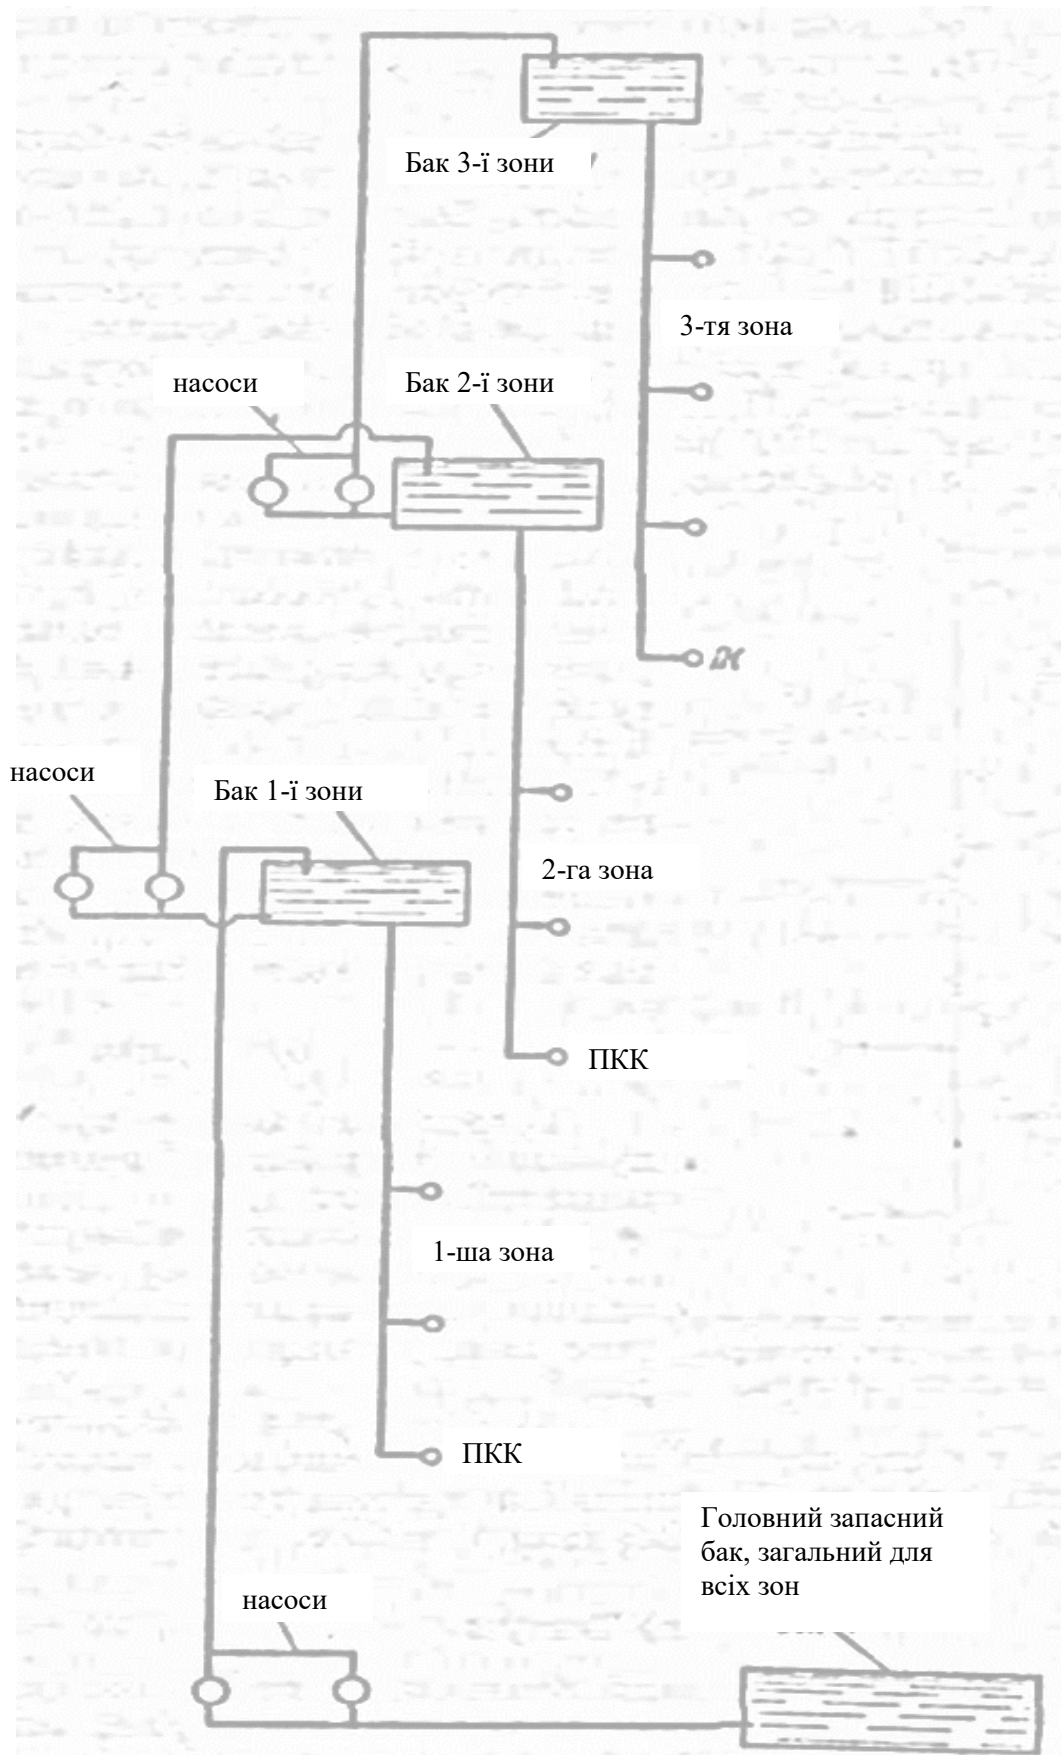 Бак 3-ї зони
3-тя зона
насоси
Бак 2-ї зони
насоси
Бак 1-ї зони
2-га зона
ПКК
1-ша зона
ПКК
Головний запасний
бак, загальний для
всіх зон
насоси